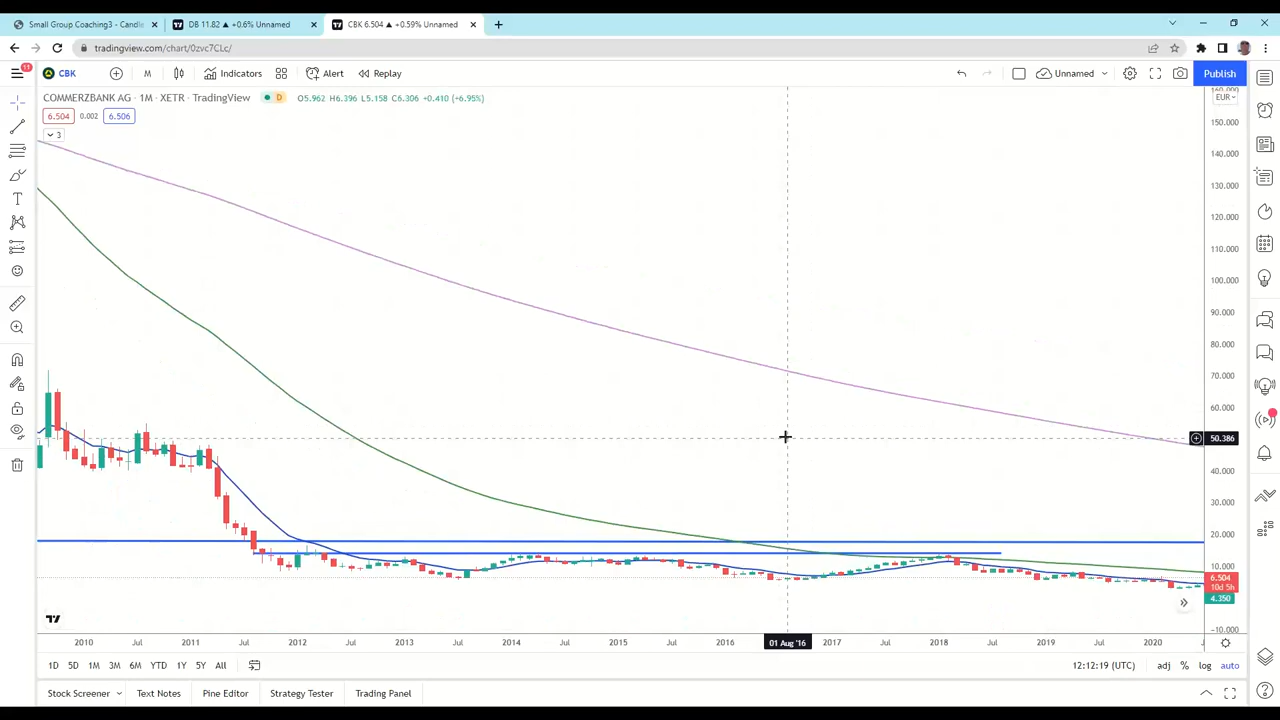 Small Group Coaching3 - Candle
DB 11.82 ▲ +0.6% Unnamed
CBK 6.504 ▲ +0.59% Unnamed
tradingview.com/chart/0zvc7CLc/
11
CBK
M
Indicators
Alert
Replay
Unnamed
Publish
COMMERZBANK AG · 1M · XETR · TradingView
D
O5.962 H6.396 L5.158 C6.306 +0.410 (+6.95%)
EUR
6.504
0.002
6.506
3
160.000
150.000
140.000
130.000
120.000
110.000
100.000
90.000
80.000
70.000
60.000
50.386
40.000
30.000
20.000
10.000
6.504
10d 5h
4.350
-10.000
2010
Jul
2011
Jul
2012
Jul
2013
Jul
2014
Jul
2015
Jul
2016
01 Aug '16
2017
Jul
2018
Jul
2019
Jul
2020
1D
5D
1M
3M
6M
YTD
1Y
5Y
All
12:12:19 (UTC)
adj
%
log
auto
Stock Screener
Text Notes
Pine Editor
Strategy Tester
Trading Panel